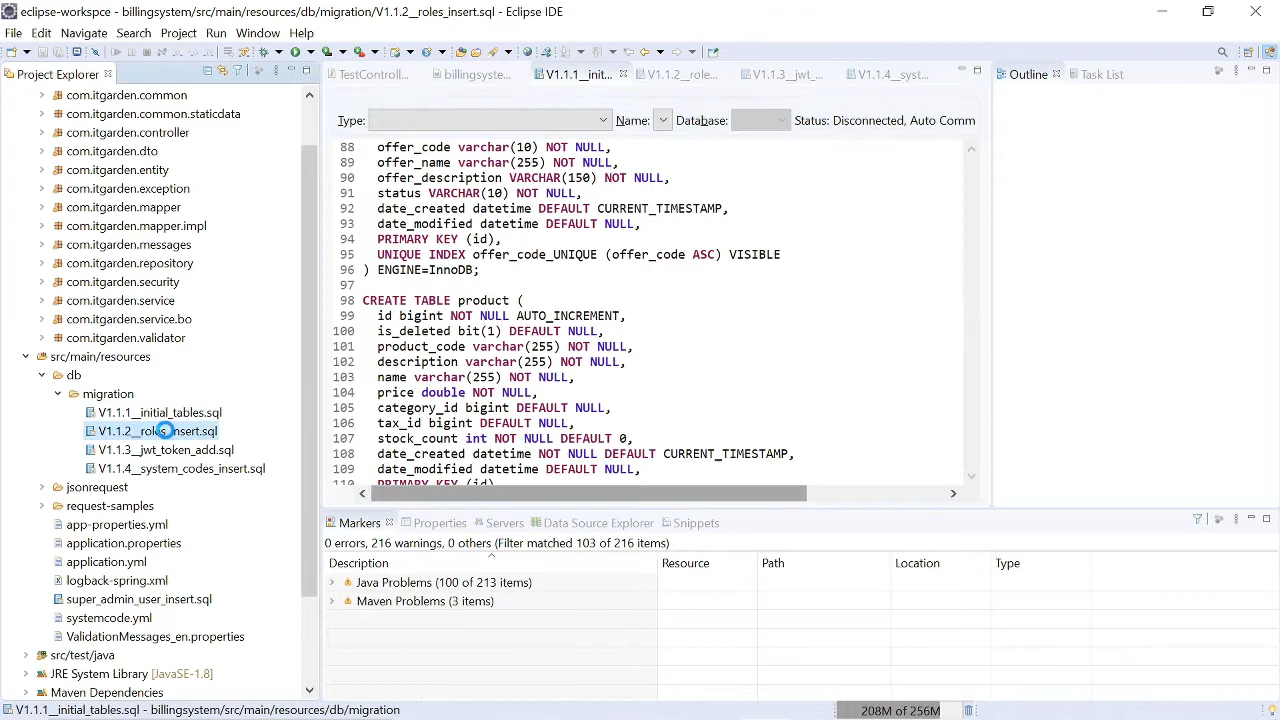 eclipse-workspce - billingsystem/src/main/resources/db/migration/V1.1.2__roles_insert.sql - Eclipse IDE
File Edit Navigate Search Project Run Window Help
Project Explorer
com.itgarden.common
com.itgarden.common.staticdata
com.itgarden.controller
com.itgarden.dto
com.itgarden.entity
com.itgarden.exception
com.itgarden.mapper
com.itgarden.mapper.impl
com.itgarden.messages
com.itgarden.repository
com.itgarden.security
com.itgarden.service
com.itgarden.service.bo
com.itgarden.validator
src/main/resources
db
migration
V1.1.1__initial_tables.sql
V1.1.2__roles_insert.sql
V1.1.3__jwt_token_add.sql
V1.1.4__system_codes_insert.sql
jsonrequest
request-samples
app-properties.yml
application.properties
application.yml
logback-spring.xml
super_admin_user_insert.sql
systemcode.yml
ValidationMessages_en.properties
src/test/java
JRE System Library [JavaSE-1.8]
Maven Dependencies
TestControll... billingsyste... V1.1.1__init... V1.1.2__role... V1.1.3__jwt_... V1.1.4__syst...
Type: Name: Database: Status: Disconnected, Auto Comm
88 offer_code varchar(10) NOT NULL,
89 offer_name varchar(255) NOT NULL,
90 offer_description VARCHAR(150) NOT NULL,
91 status VARCHAR(10) NOT NULL,
92 date_created datetime DEFAULT CURRENT_TIMESTAMP,
93 date_modified datetime DEFAULT NULL,
94 PRIMARY KEY (id),
95 UNIQUE INDEX offer_code_UNIQUE (offer_code ASC) VISIBLE
96 ) ENGINE=InnoDB;
97
98 CREATE TABLE product (
99 id bigint NOT NULL AUTO_INCREMENT,
100 is_deleted bit(1) DEFAULT NULL,
101 product_code varchar(255) NOT NULL,
102 description varchar(255) NOT NULL,
103 name varchar(255) NOT NULL,
104 price double NOT NULL,
105 category_id bigint DEFAULT NULL,
106 tax_id bigint DEFAULT NULL,
107 stock_count int NOT NULL DEFAULT 0,
108 date_created datetime NOT NULL DEFAULT CURRENT_TIMESTAMP,
109 date_modified datetime DEFAULT NULL,
110 PRIMARY KEY (id)
Outline Task List
Markers Properties Servers Data Source Explorer Snippets
0 errors, 216 warnings, 0 others (Filter matched 103 of 216 items)
Description Resource Path Location Type
Java Problems (100 of 213 items)
Maven Problems (3 items)
V1.1.1__initial_tables.sql - billingsystem/src/main/resources/db/migration
208M of 256M